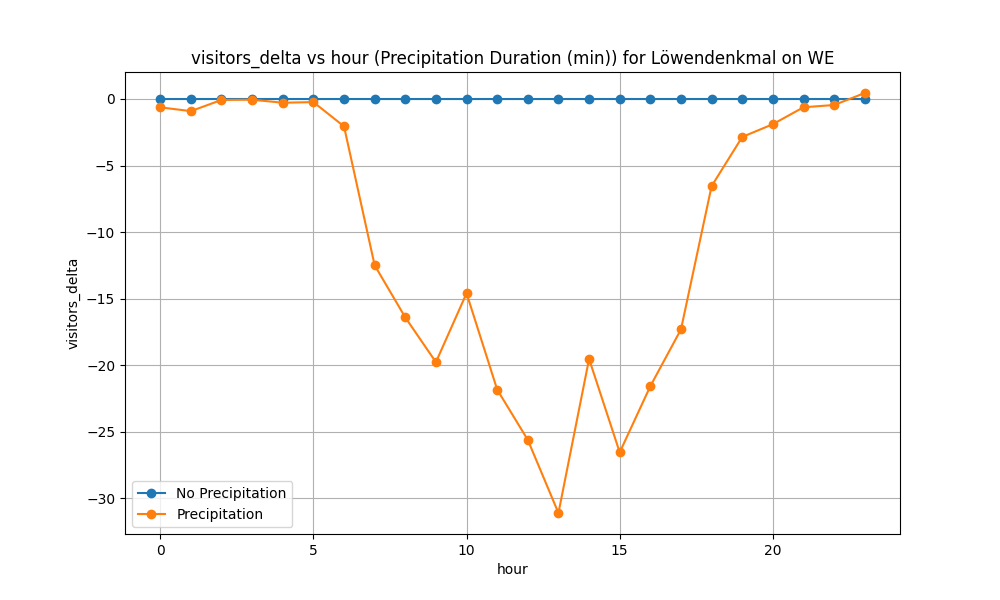 visitors_delta vs hour (Precipitation Duration (min)) for Löwendenkmal on WE
0
−5
−10
−15
−20
−25
−30
visitors_delta
No Precipitation
Precipitation
0 5 10 15 20
hour